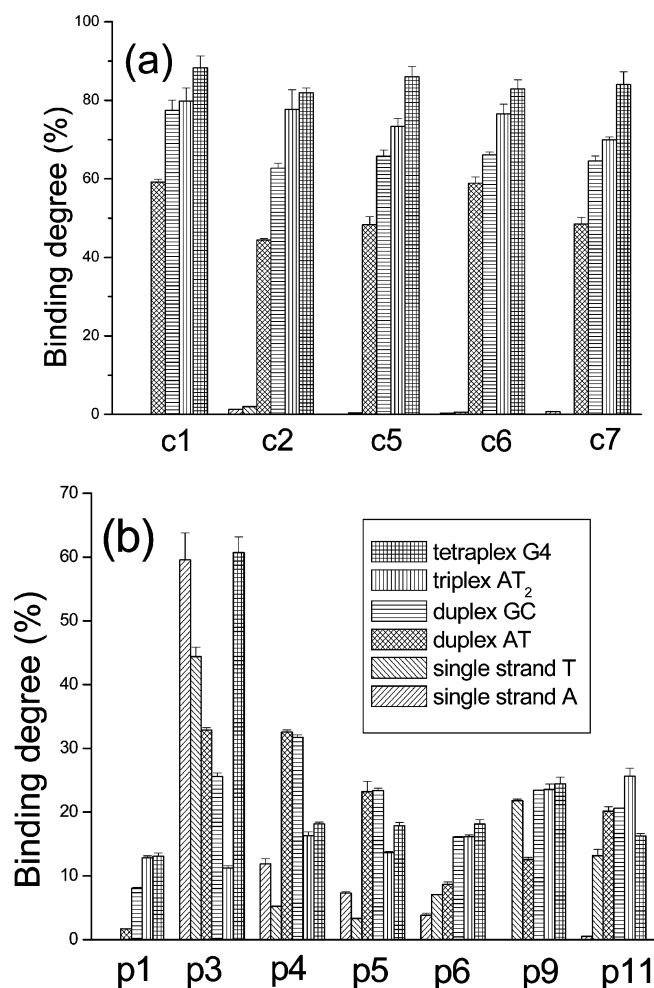 (a)
Binding degree (%)
100
80
60
40
20
0
c1 c2 c5 c6 c7
(b)
Binding degree (%)
70
60
50
40
30
20
10
0
tetraplex G4
triplex AT2
duplex GC
duplex AT
single strand T
single strand A
p1 p3 p4 p5 p6 p9 p11